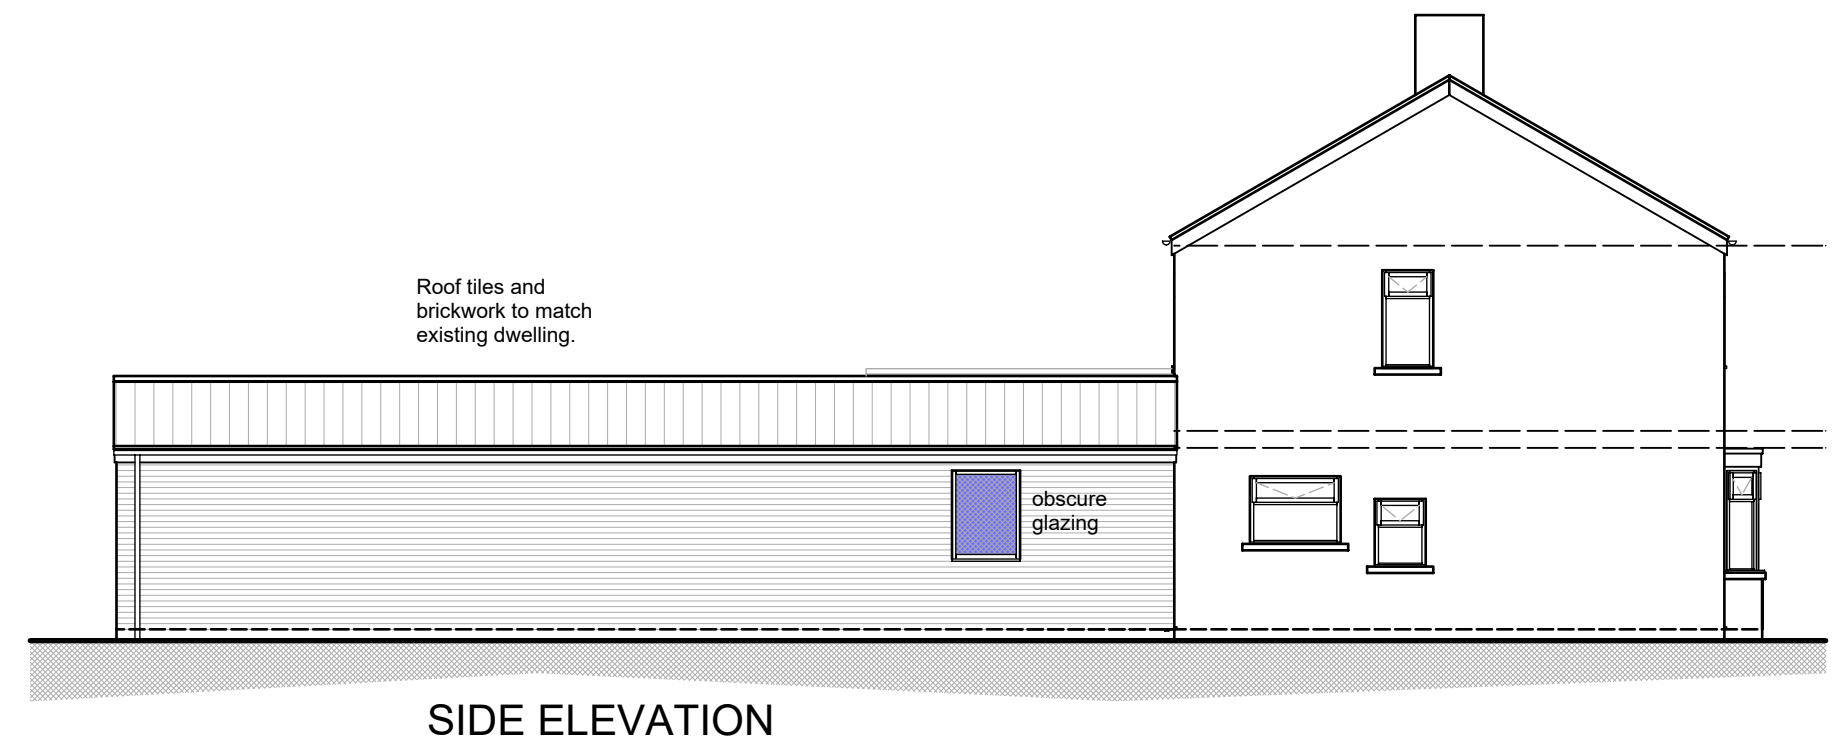 Roof tiles and
brickwork to match
existing dwelling.
obscure
glazing
SIDE ELEVATION